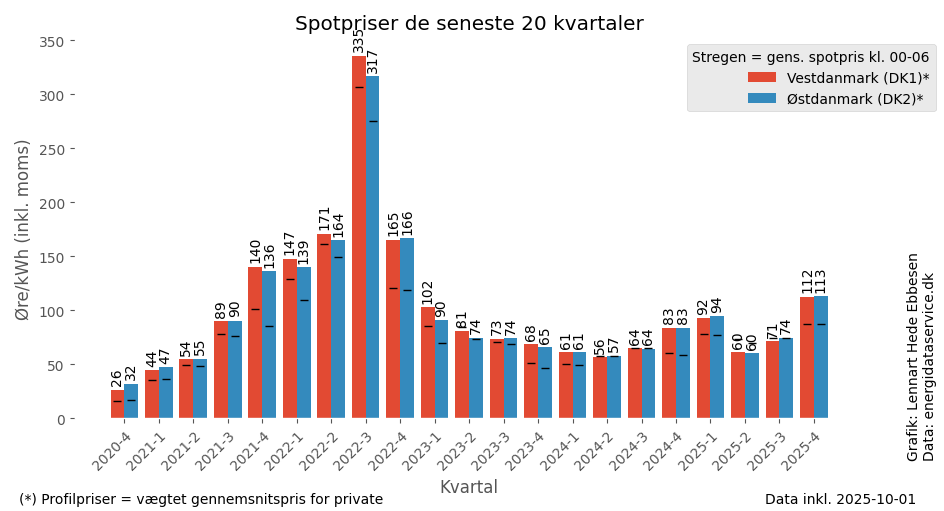 Spotpriser de seneste 20 kvartaler
Stregen = gens. spotpris kl. 00-06
Vestdanmark (DK1)*
Østdanmark (DK2)*
Øre/kWh (inkl. moms)
350
300
250
200
150
100
50
0
26 32 44 47 54 55 89 90 140 136 147 139 171 164 335 317 165 166 102 90 81 74 73 74 68 65 61 61 56 57 64 64 83 83 92 94 60 60 71 74 112 113
2020-4 2021-1 2021-2 2021-3 2021-4 2022-1 2022-2 2022-3 2022-4 2023-1 2023-2 2023-3 2023-4 2024-1 2024-2 2024-3 2024-4 2025-1 2025-2 2025-3 2025-4
Kvartal
Grafik: Lennart Hede Ebbesen
Data: energidataservice.dk
(*) Profilpriser = vægtet gennemsnitspris for private
Data inkl. 2025-10-01